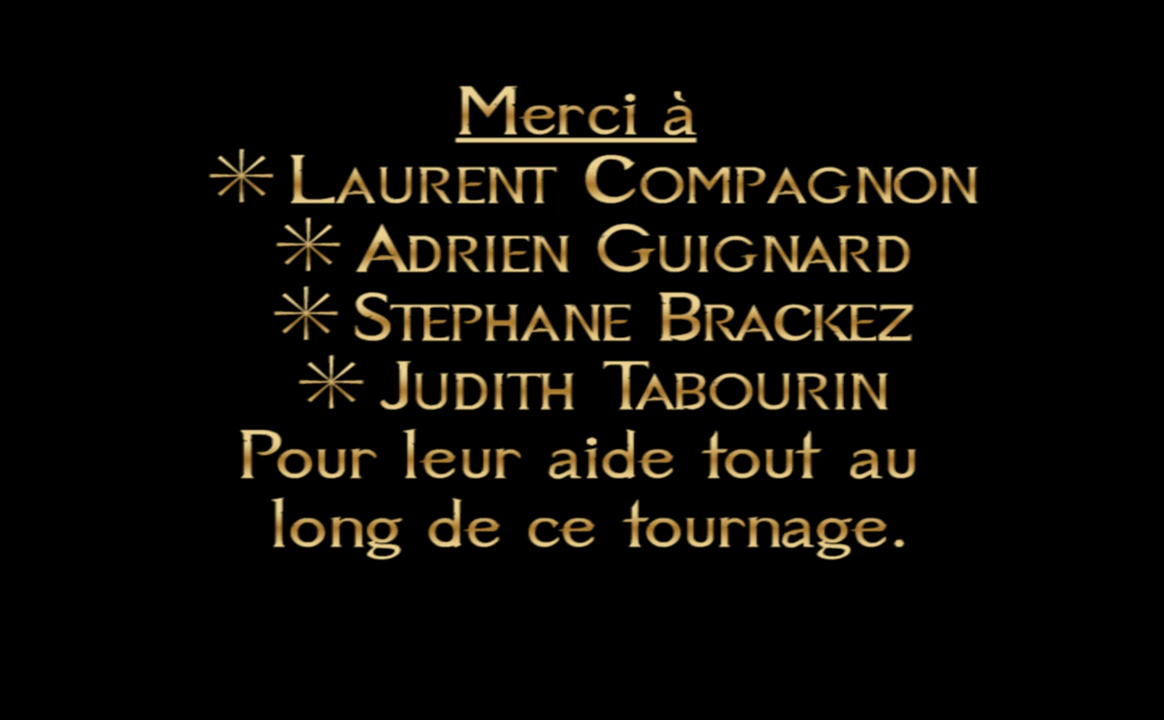 Merci à
✳ LAURENT COMPAGNON
✳ ADRIEN GUIGNARD
✳ STEPHANE BRACKEZ
✳ JUDITH TABOURIN
Pour leur aide tout au
long de ce tournage.